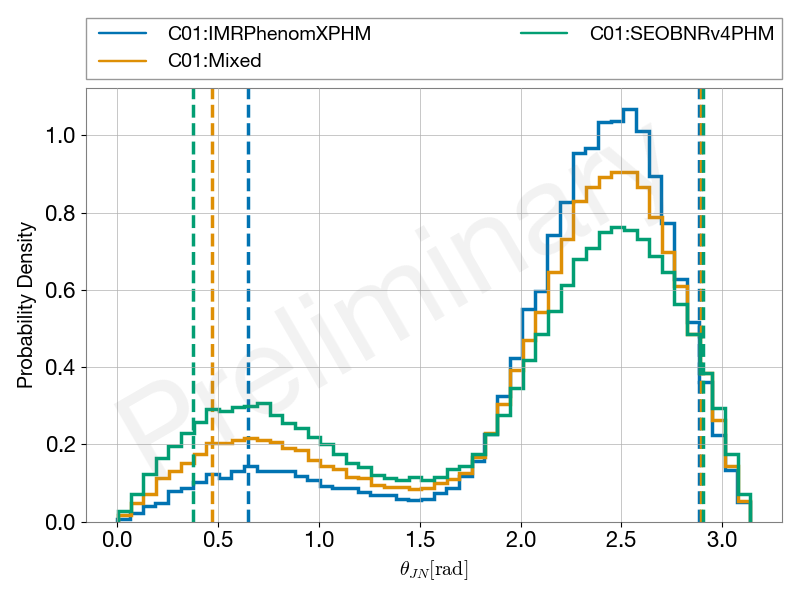 C01:IMRPhenomXPHM
C01:Mixed
C01:SEOBNRv4PHM
Preliminary
Probability Density
1.0
0.8
0.6
0.4
0.2
0.0
0.0 0.5 1.0 1.5 2.0 2.5 3.0
θ_JN[rad]